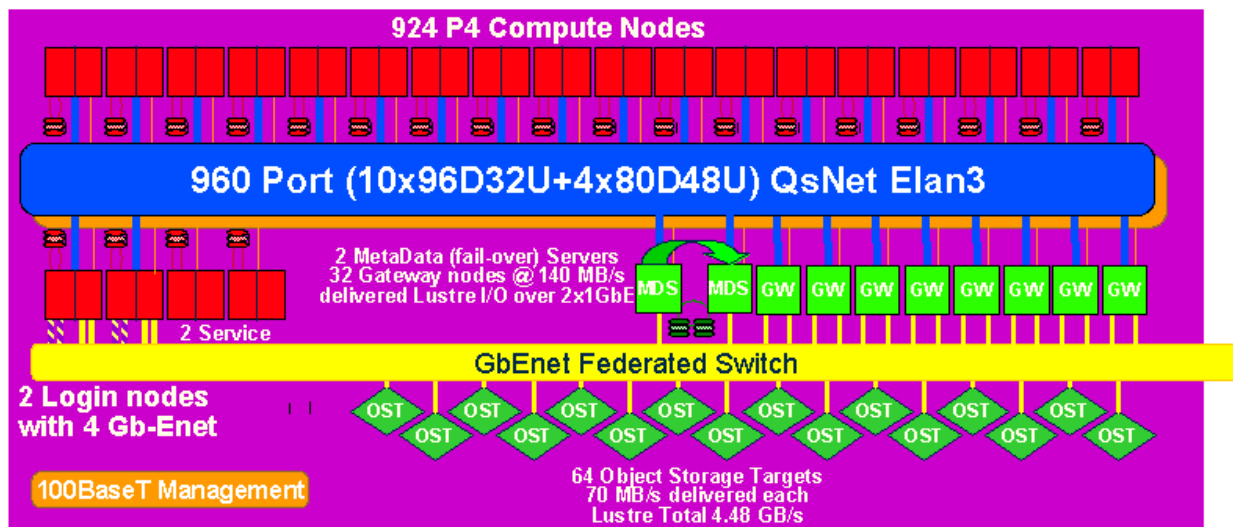 924 P4 Compute Nodes
960 Port (10x96D32U+4x80D48U) QsNet Elan3
2 MetaData (fail-over) Servers
32 Gateway nodes @ 140 MB/s
delivered Lustre I/O over 2x1GbE
MDS MDS GW GW GW GW GW GW GW GW
2 Service
GbEnet Federated Switch
2 Login nodes
with 4 Gb-Enet
OST OST OST OST OST OST OST OST
OST OST OST OST OST OST OST OST
64 Object Storage Targets
70 MB/s delivered each
Lustre Total 4.48 GB/s
100BaseT Management